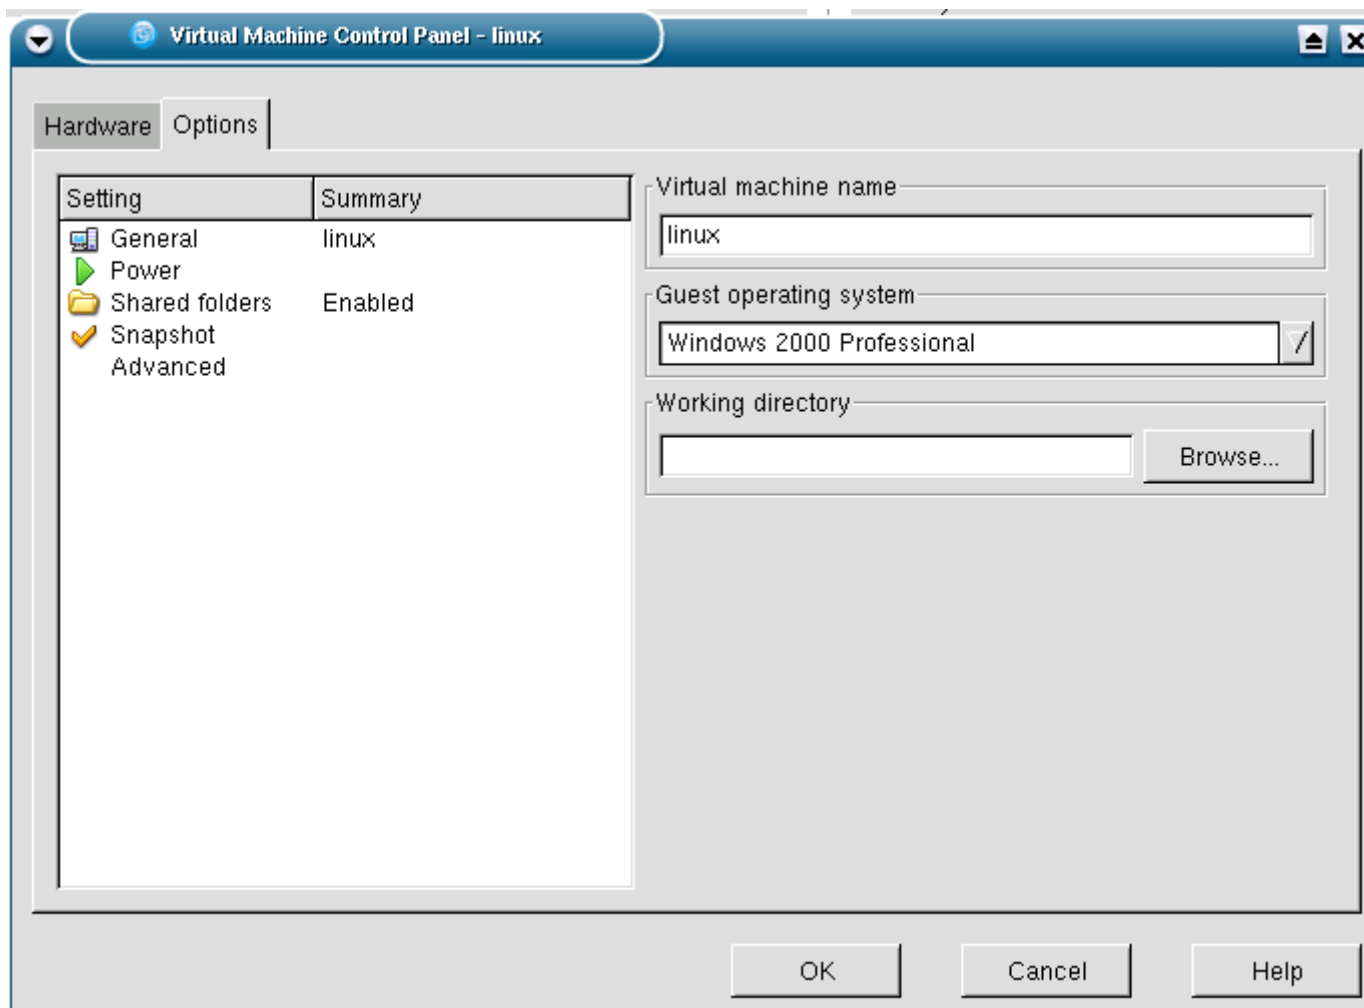 Virtual Machine Control Panel - linux
Hardware Options
Setting Summary
General linux
Power
Shared folders Enabled
Snapshot
Advanced
Virtual machine name
linux
Guest operating system
Windows 2000 Professional
Working directory
Browse...
OK Cancel Help